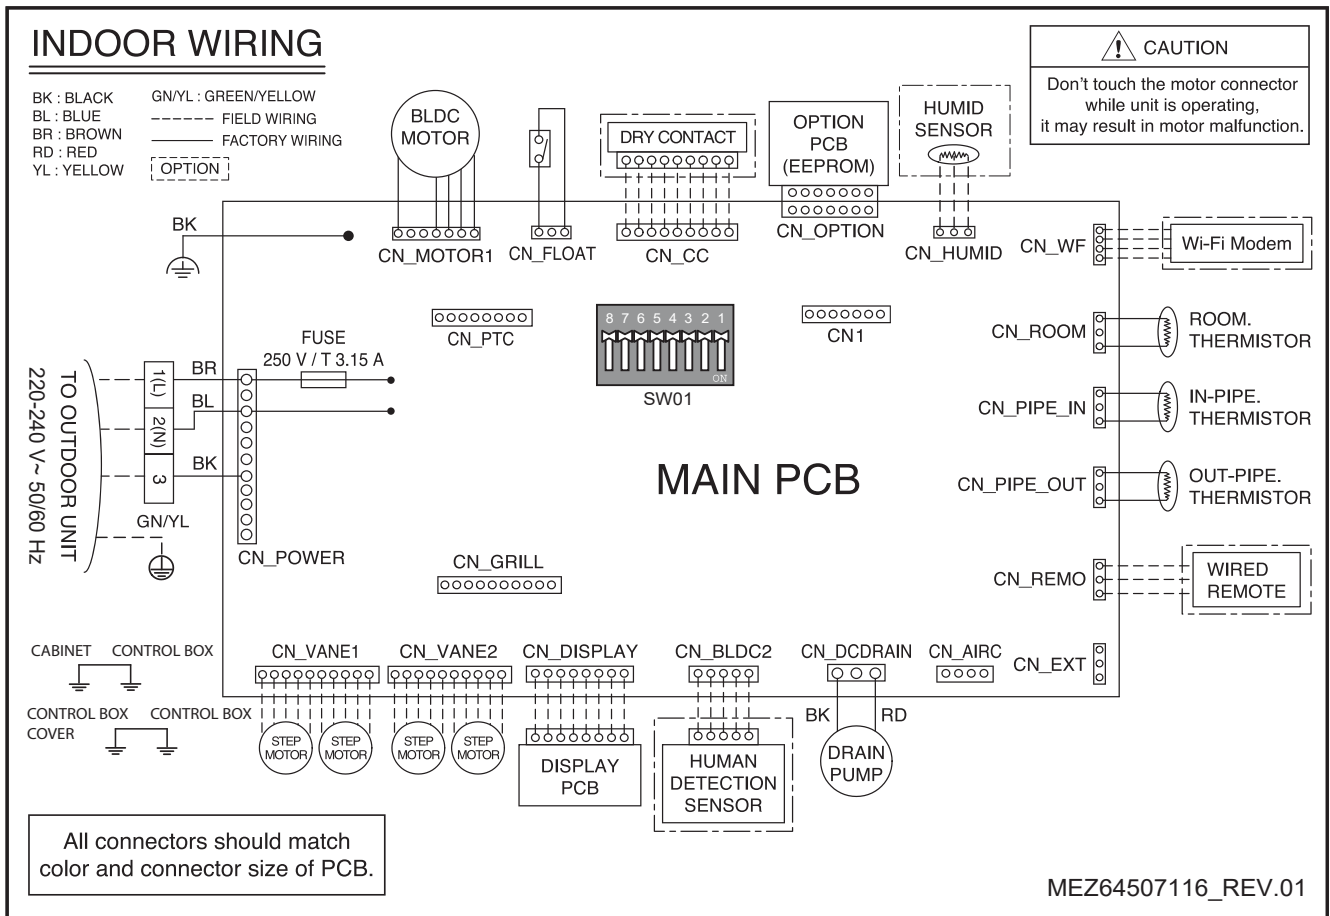 INDOOR WIRING
BK : BLACK
BL : BLUE
BR : BROWN
RD : RED
YL : YELLOW
GN/YL : GREEN/YELLOW
FIELD WIRING
FACTORY WIRING
OPTION
CAUTION
Don't touch the motor connector
while unit is operating,
it may result in motor malfunction.
BLDC
MOTOR
DRY CONTACT
OPTION
PCB
(EEPROM)
HUMID
SENSOR
BK
CN_MOTOR1
CN_FLOAT
CN_CC
CN_OPTION
CN_HUMID
CN_WF
Wi-Fi Modem
CN_PTC
8 7 6 5 4 3 2 1
ON
SW01
CN1
CN_ROOM
ROOM.
THERMISTOR
FUSE
250 V / T 3.15 A
TO OUTDOOR UNIT
220-240 V~ 50/60 Hz
1(L)
2(N)
3
BR
BL
BK
GN/YL
CN_POWER
CN_PIPE_IN
IN-PIPE.
THERMISTOR
MAIN PCB
CN_PIPE_OUT
OUT-PIPE.
THERMISTOR
CN_GRILL
CN_REMO
WIRED
REMOTE
CABINET
CONTROL BOX
CONTROL BOX
COVER
CONTROL BOX
CN_VANE1
CN_VANE2
CN_DISPLAY
CN_BLDC2
CN_DCDRAIN
CN_AIRC
CN_EXT
STEP
MOTOR
STEP
MOTOR
STEP
MOTOR
STEP
MOTOR
DISPLAY
PCB
HUMAN
DETECTION
SENSOR
BK
RD
DRAIN
PUMP
All connectors should match
color and connector size of PCB.
MEZ64507116_REV.01